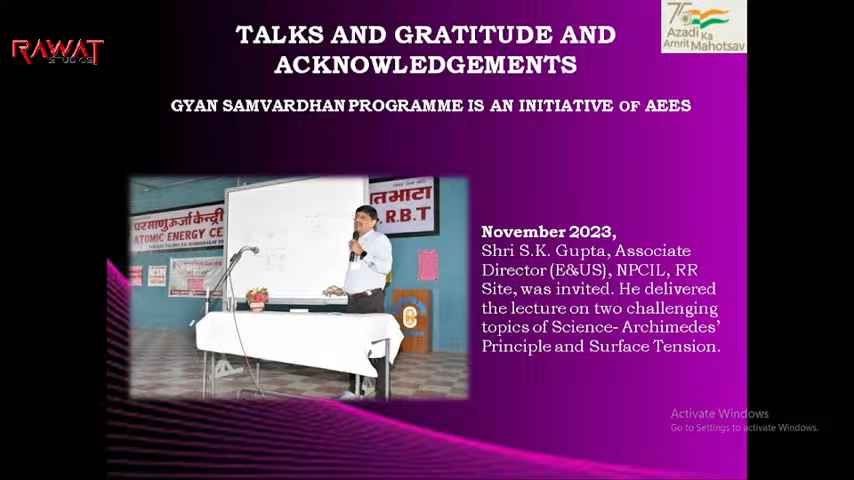 RAWAT
STUDIOS
TALKS AND GRATITUDE AND
ACKNOWLEDGEMENTS
75
Azadi Ka
Amrit Mahotsav
GYAN SAMVARDHAN PROGRAMME IS AN INITIATIVE OF AEES
परमाणु ऊर्जा केन्द्री
ATOMIC ENERGY CE
तभाटा
. R.B.T
November 2023,
Shri S.K. Gupta, Associate
Director (E&US), NPCIL, RR
Site, was invited. He delivered
the lecture on two challenging
topics of Science- Archimedes’
Principle and Surface Tension.
Activate Windows
Go to Settings to activate Windows.